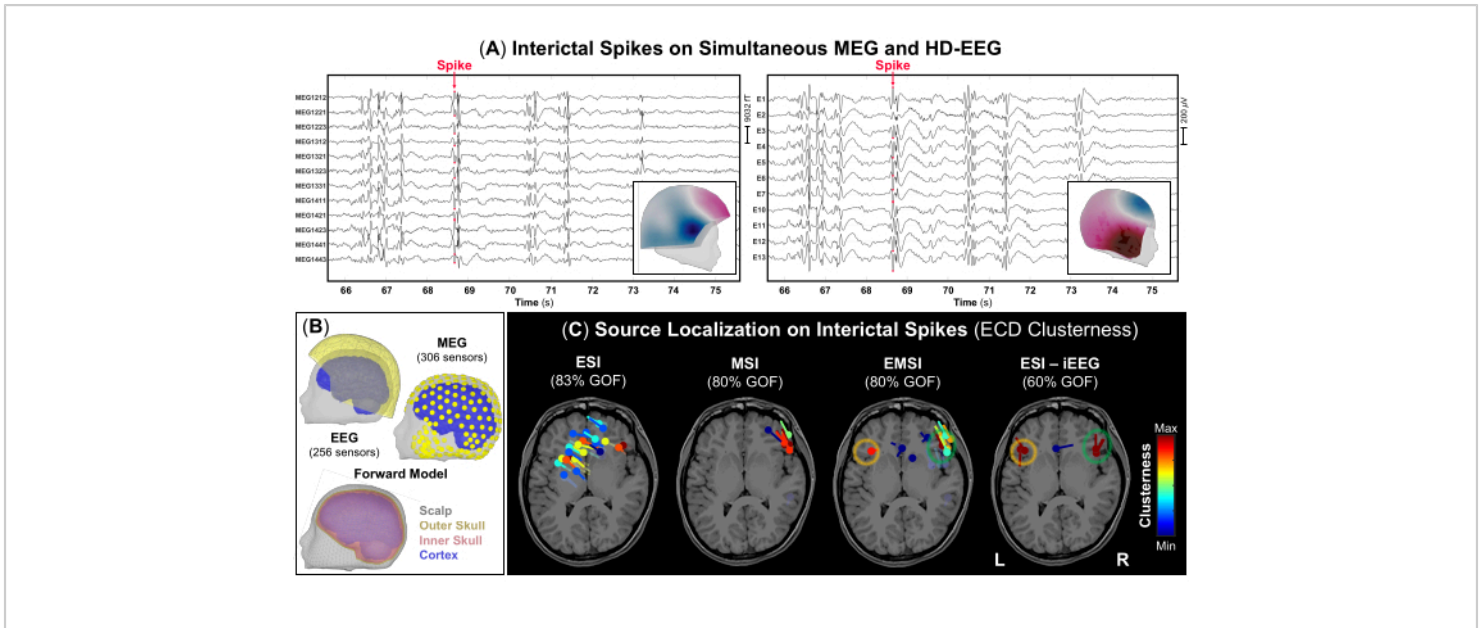 (A) Interictal Spikes on Simultaneous MEG and HD-EEG
Spike
MEG1212
MEG1221
MEG1223
MEG1312
MEG1321
MEG1323
MEG1331
MEG1411
MEG1421
MEG1423
MEG1441
MEG1443
9032 fT
66 67 68 69 70 71 72 73 74 75
Time (s)
Spike
E1
E2
E3
E4
E5
E6
E7
E10
E11
E12
E13
200 µV
66 67 68 69 70 71 72 73 74 75
Time (s)
(B)
MEG
(306 sensors)
EEG
(256 sensors)
Forward Model
Scalp
Outer Skull
Inner Skull
Cortex
(C) Source Localization on Interictal Spikes (ECD Clusterness)
ESI
(83% GOF)
MSI
(80% GOF)
EMSI
(80% GOF)
ESI – iEEG
(60% GOF)
Max
Clusterness
Min
L
R